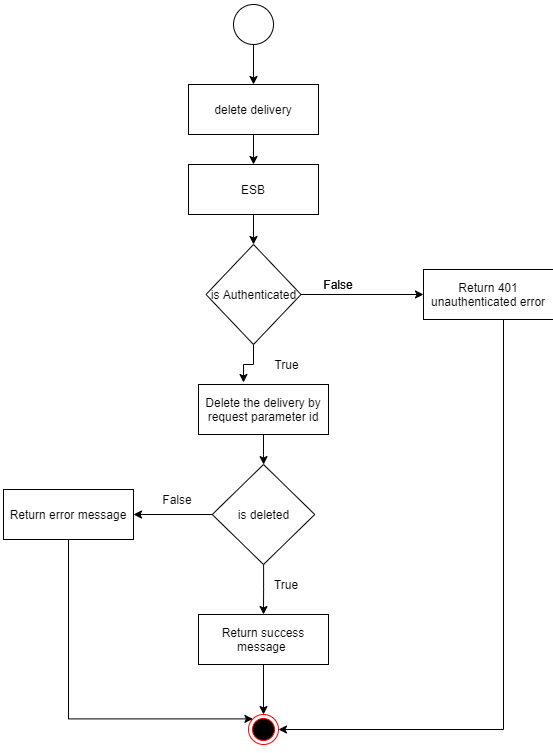 delete delivery
ESB
is Authenticated
False
Return 401
unauthenticated error
True
Delete the delivery by
request parameter id
is deleted
False
Return error message
True
Return success
message